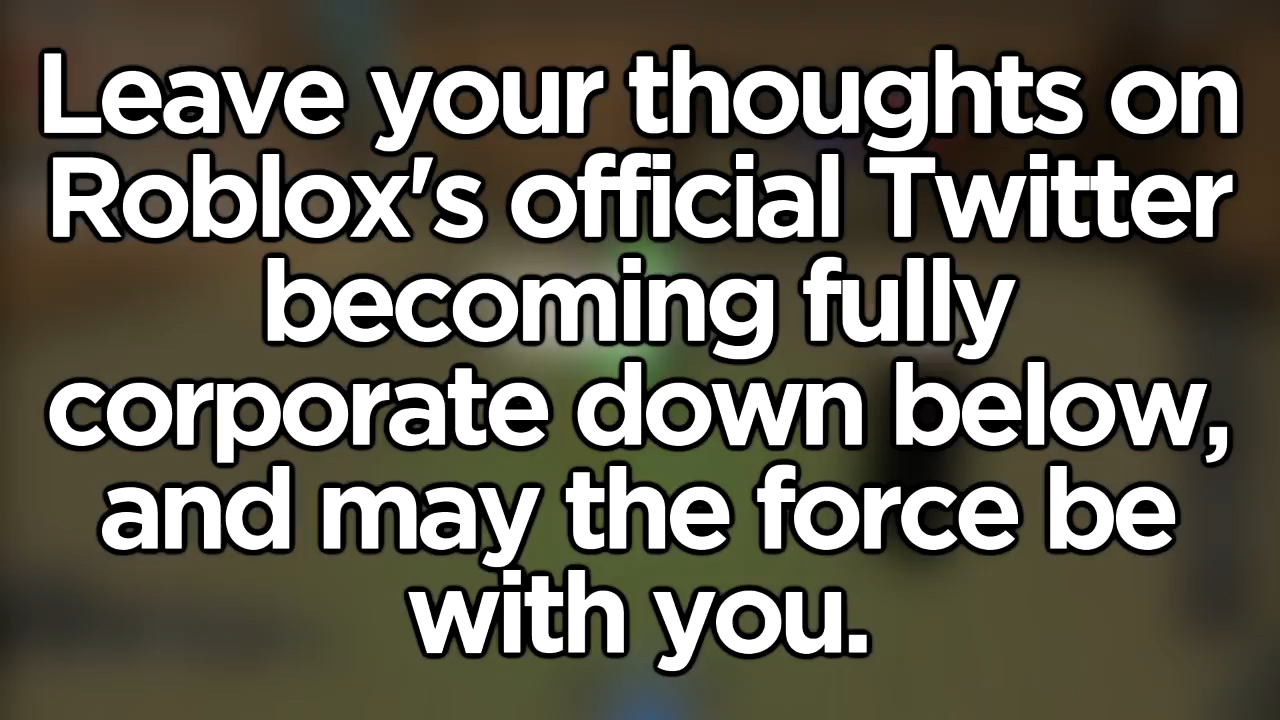 Leave your thoughts on
Roblox's official Twitter
becoming fully
corporate down below,
and may the force be
with you.